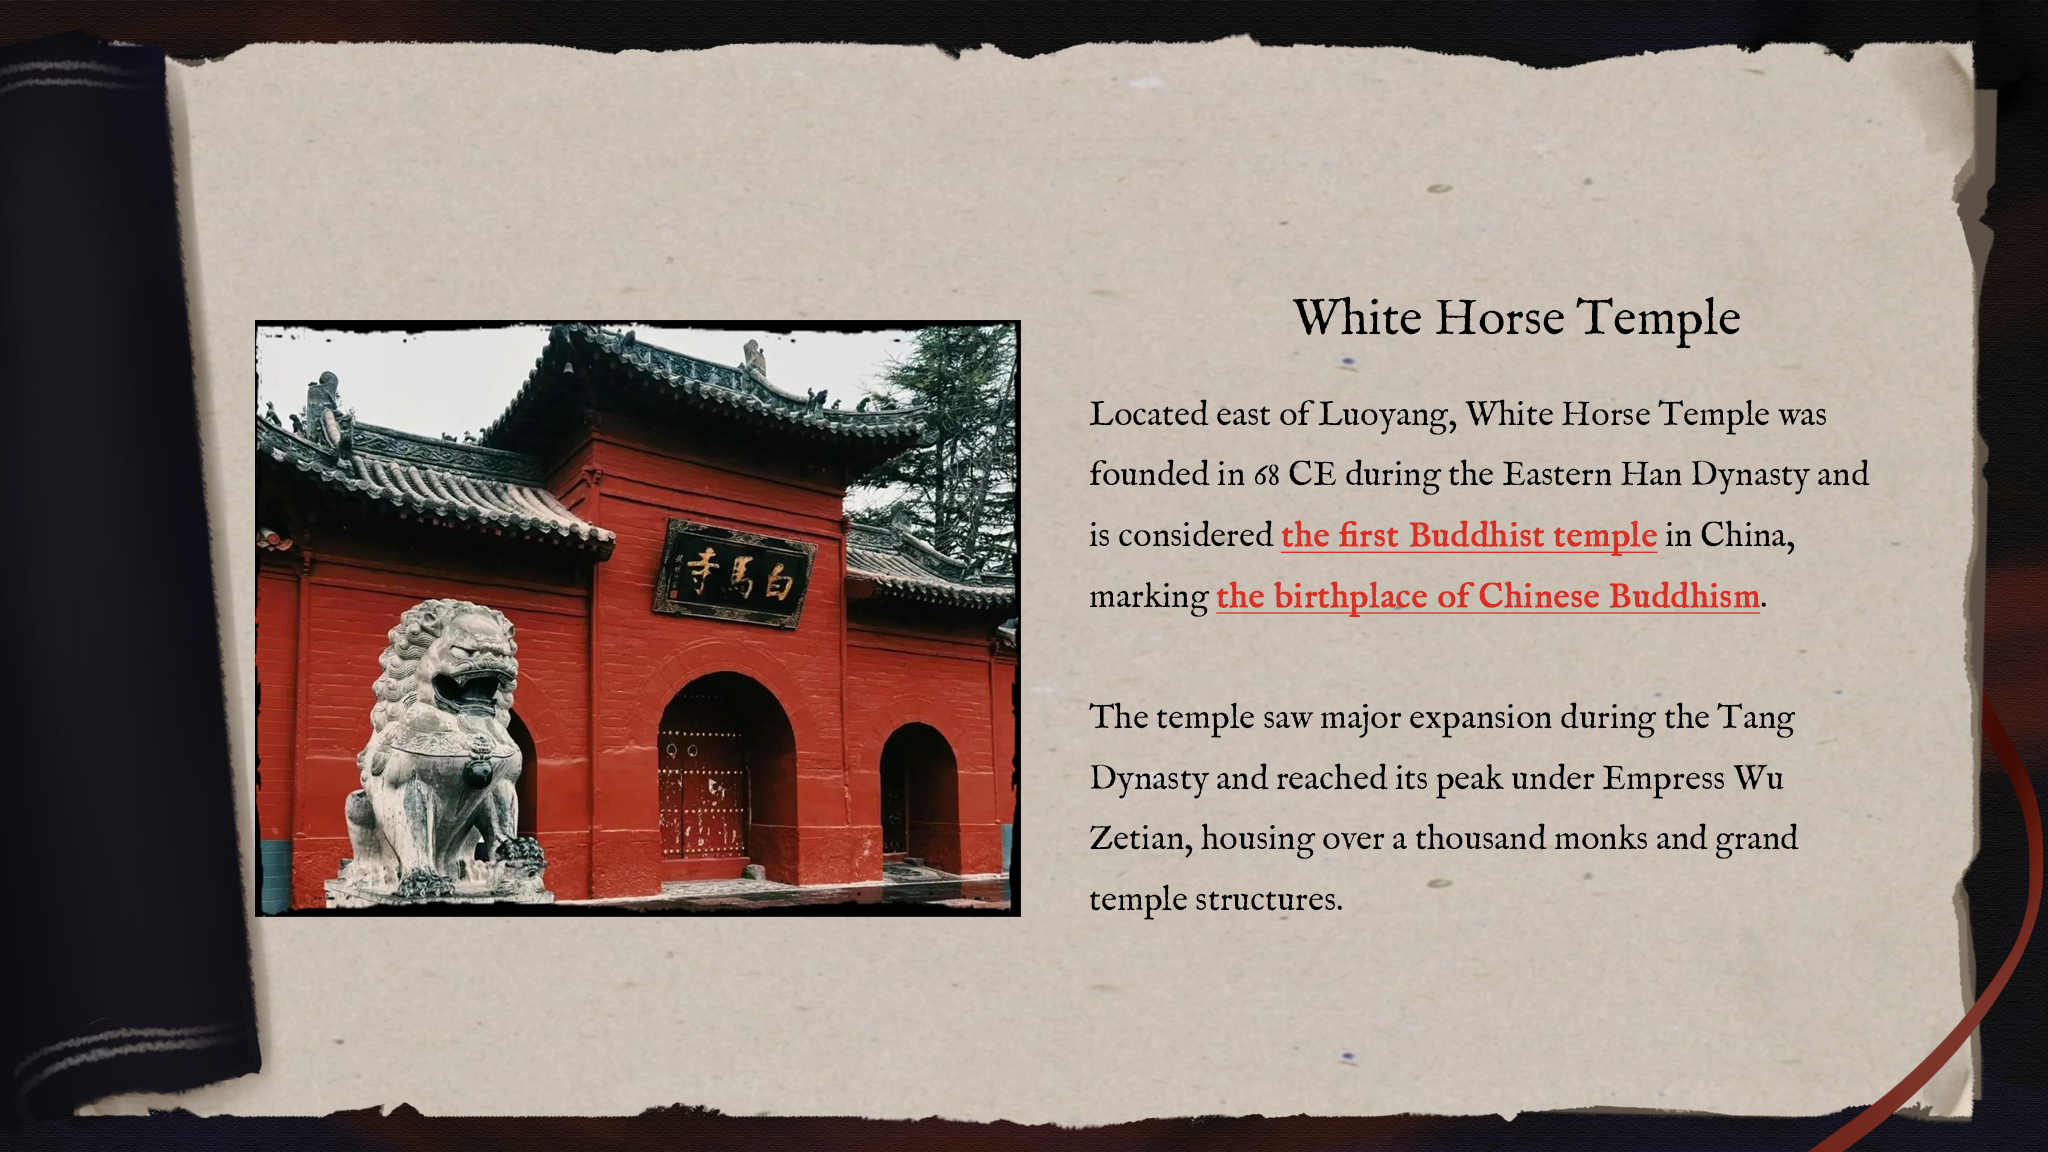 White Horse Temple
Located east of Luoyang, White Horse Temple was
founded in 68 CE during the Eastern Han Dynasty and
is considered the first Buddhist temple in China,
marking the birthplace of Chinese Buddhism.
The temple saw major expansion during the Tang
Dynasty and reached its peak under Empress Wu
Zetian, housing over a thousand monks and grand
temple structures.
寺馬白